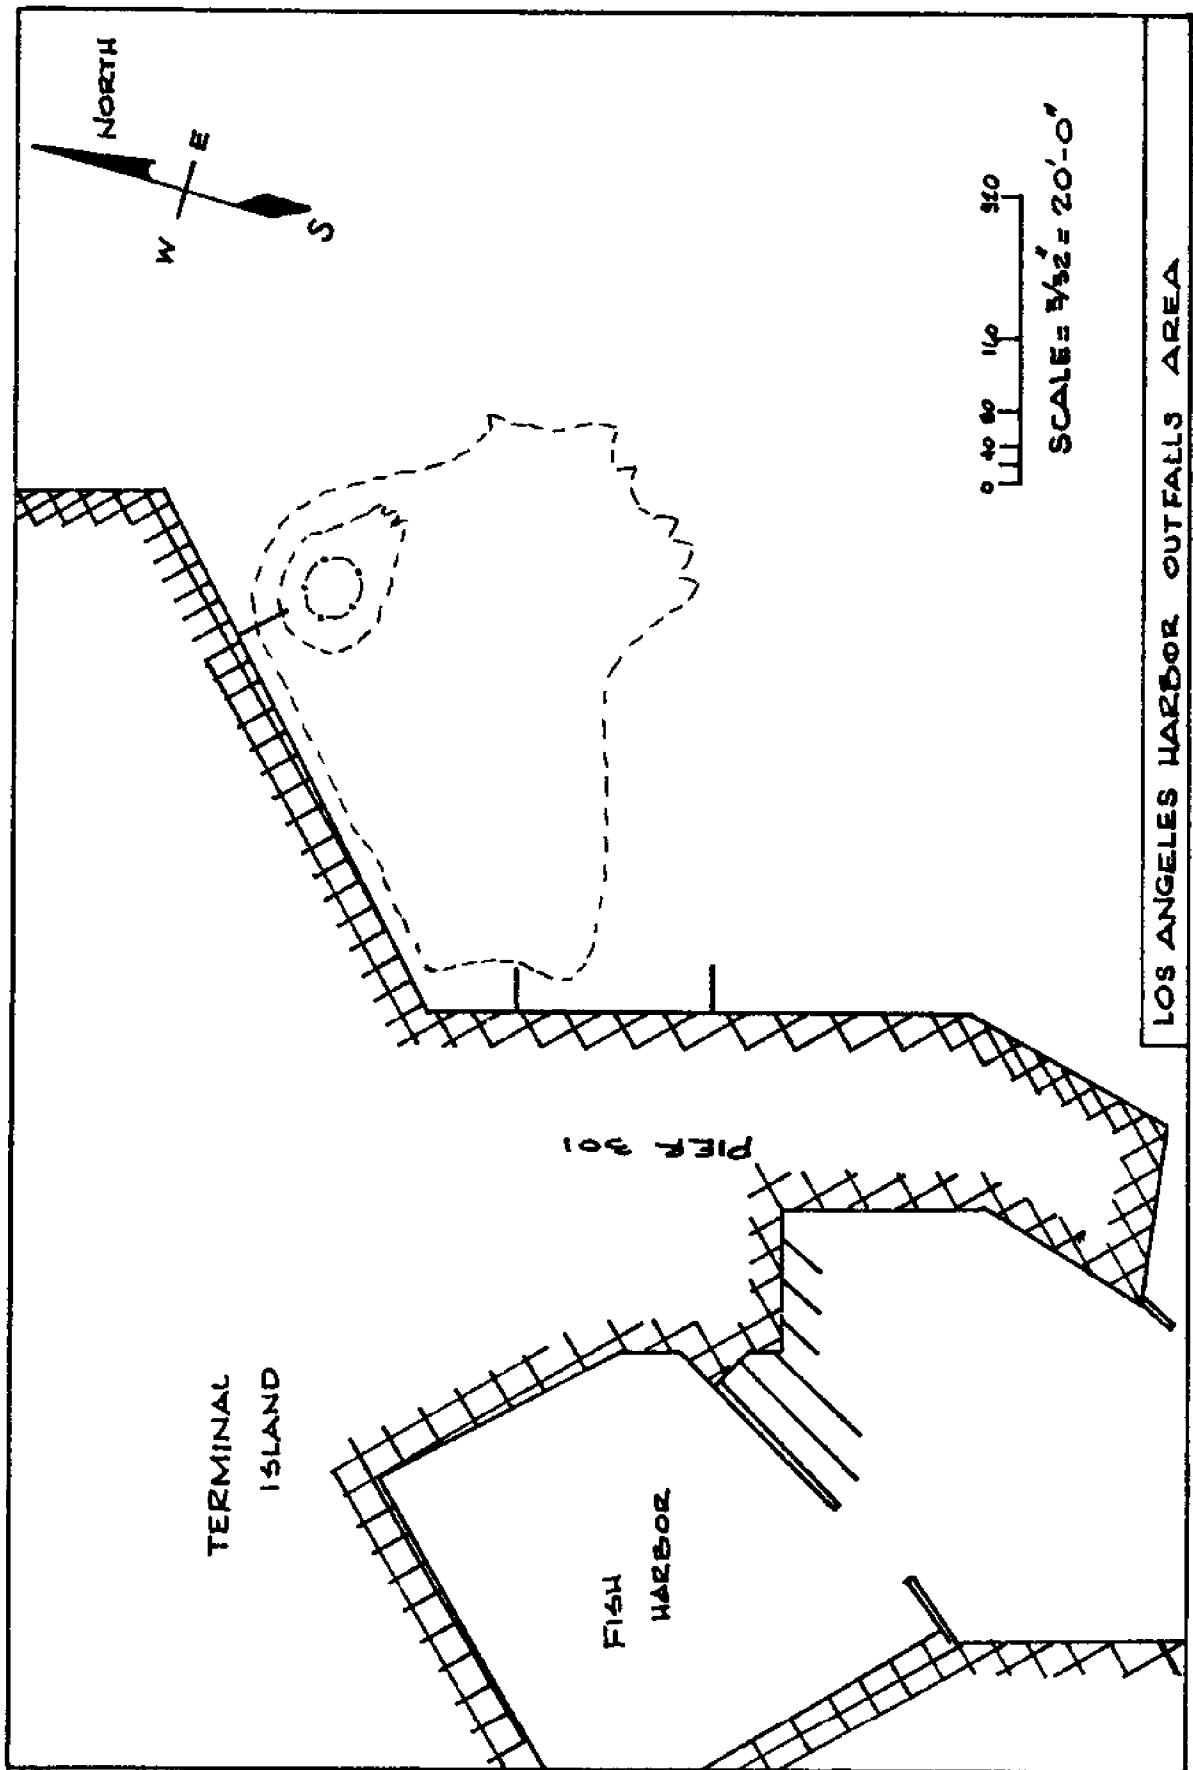 NORTH
W E
S
TERMINAL
ISLAND
FISH
HARBOR
PIER 301
0 40 80 160 320
SCALE = 3/32" = 20'-0"
LOS ANGELES HARBOR OUTFALLS AREA